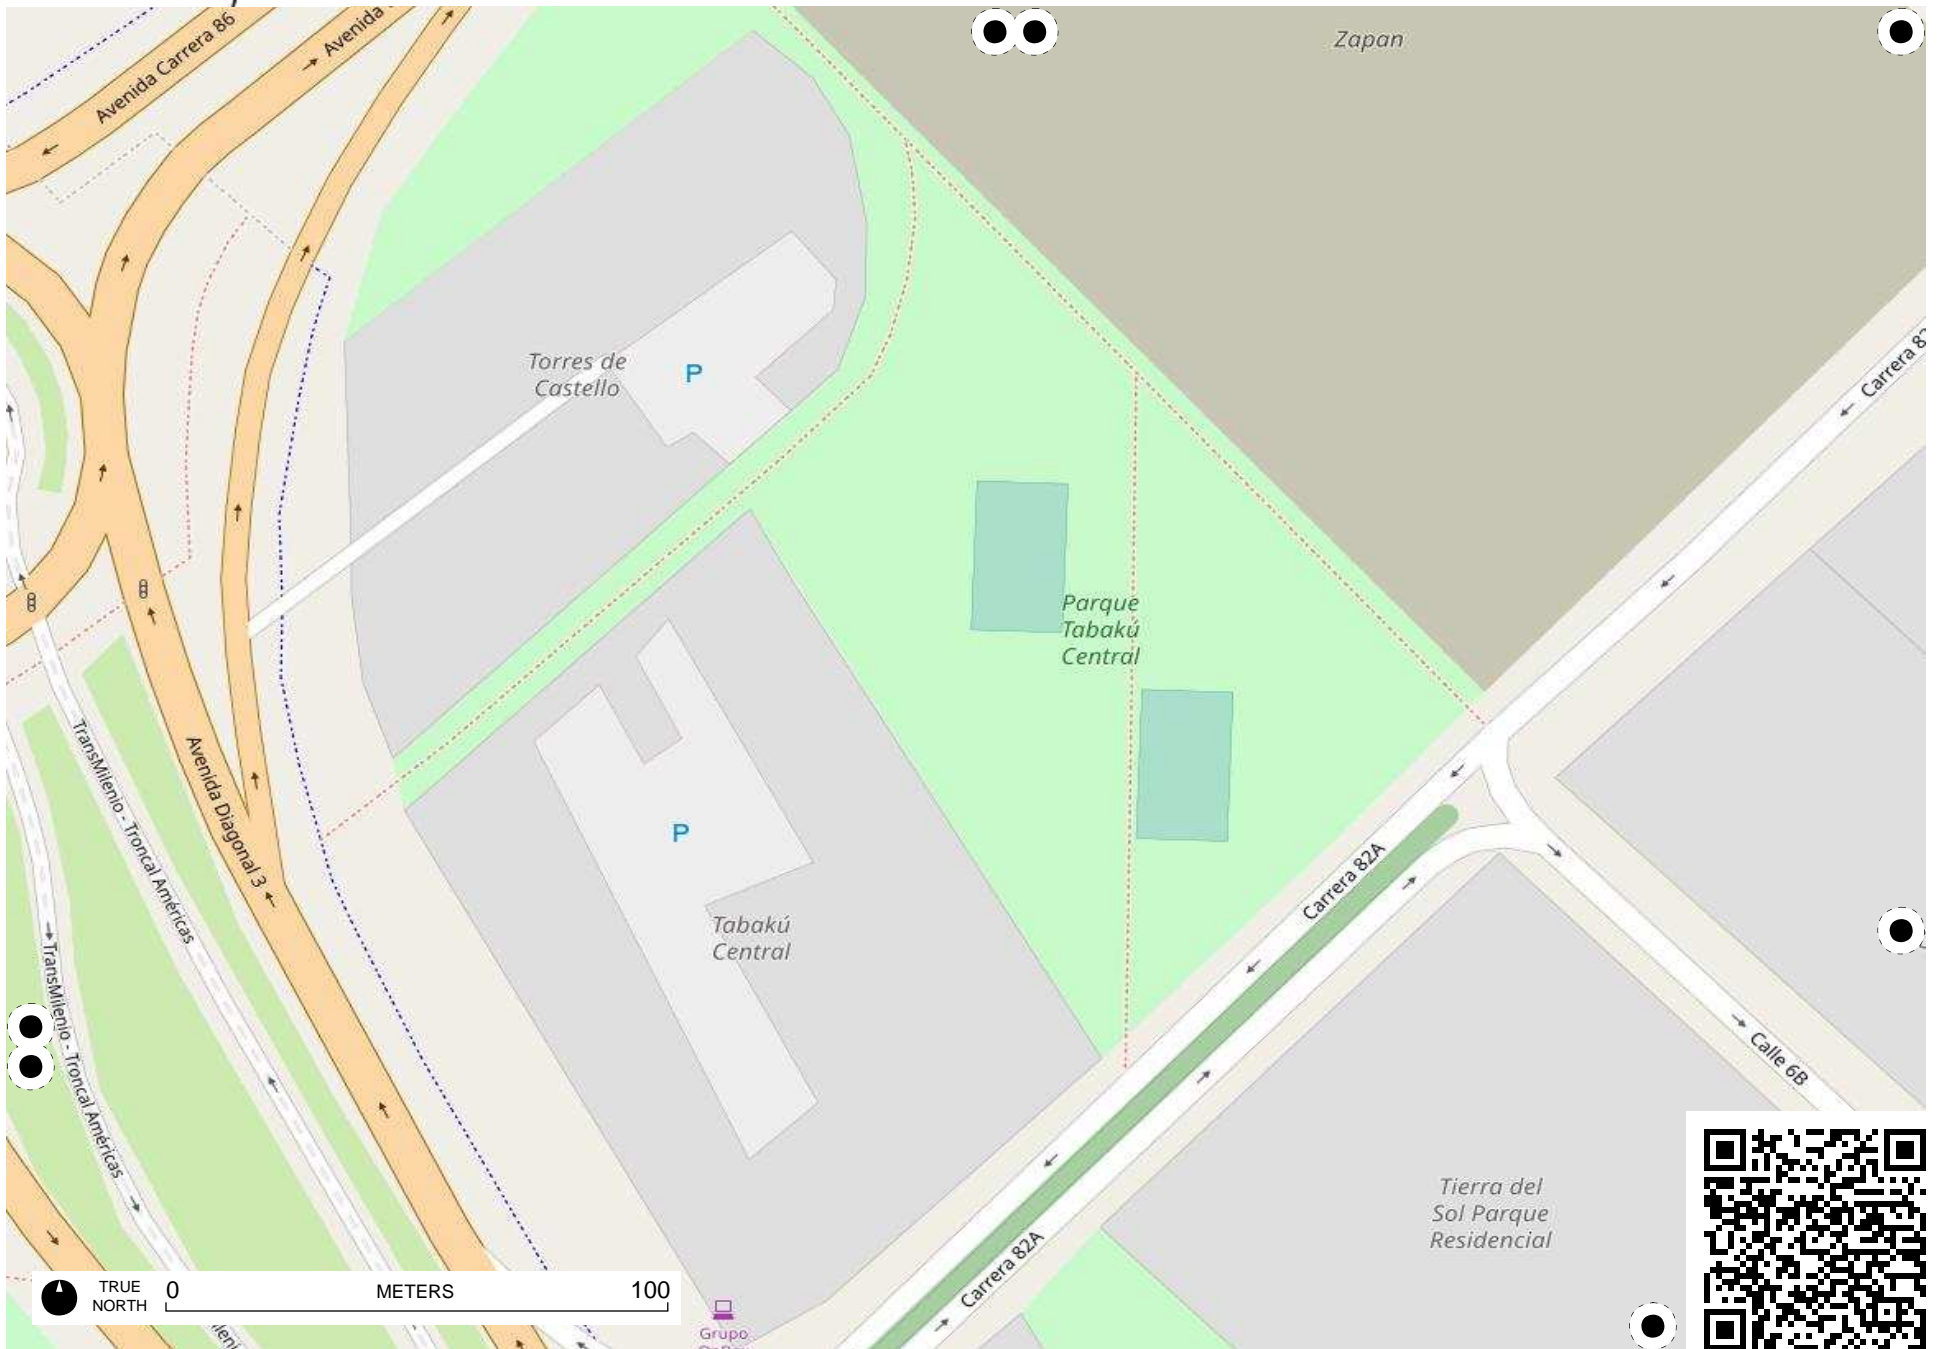 Avenida Carrera 86
Avenida
Zapan
Torres de
Castello
P
Carrera 82
Parque
Tabakú
Central
TransMilenio - Troncal Américas
Avenida Diagonal 3
P
Carrera 82A
Tabakú
Central
TransMilenio - Troncal Américas
Calle 6B
Tierra del
Sol Parque
Residencial
Carrera 82A
TRUE
NORTH
0
METERS
100
Grupo